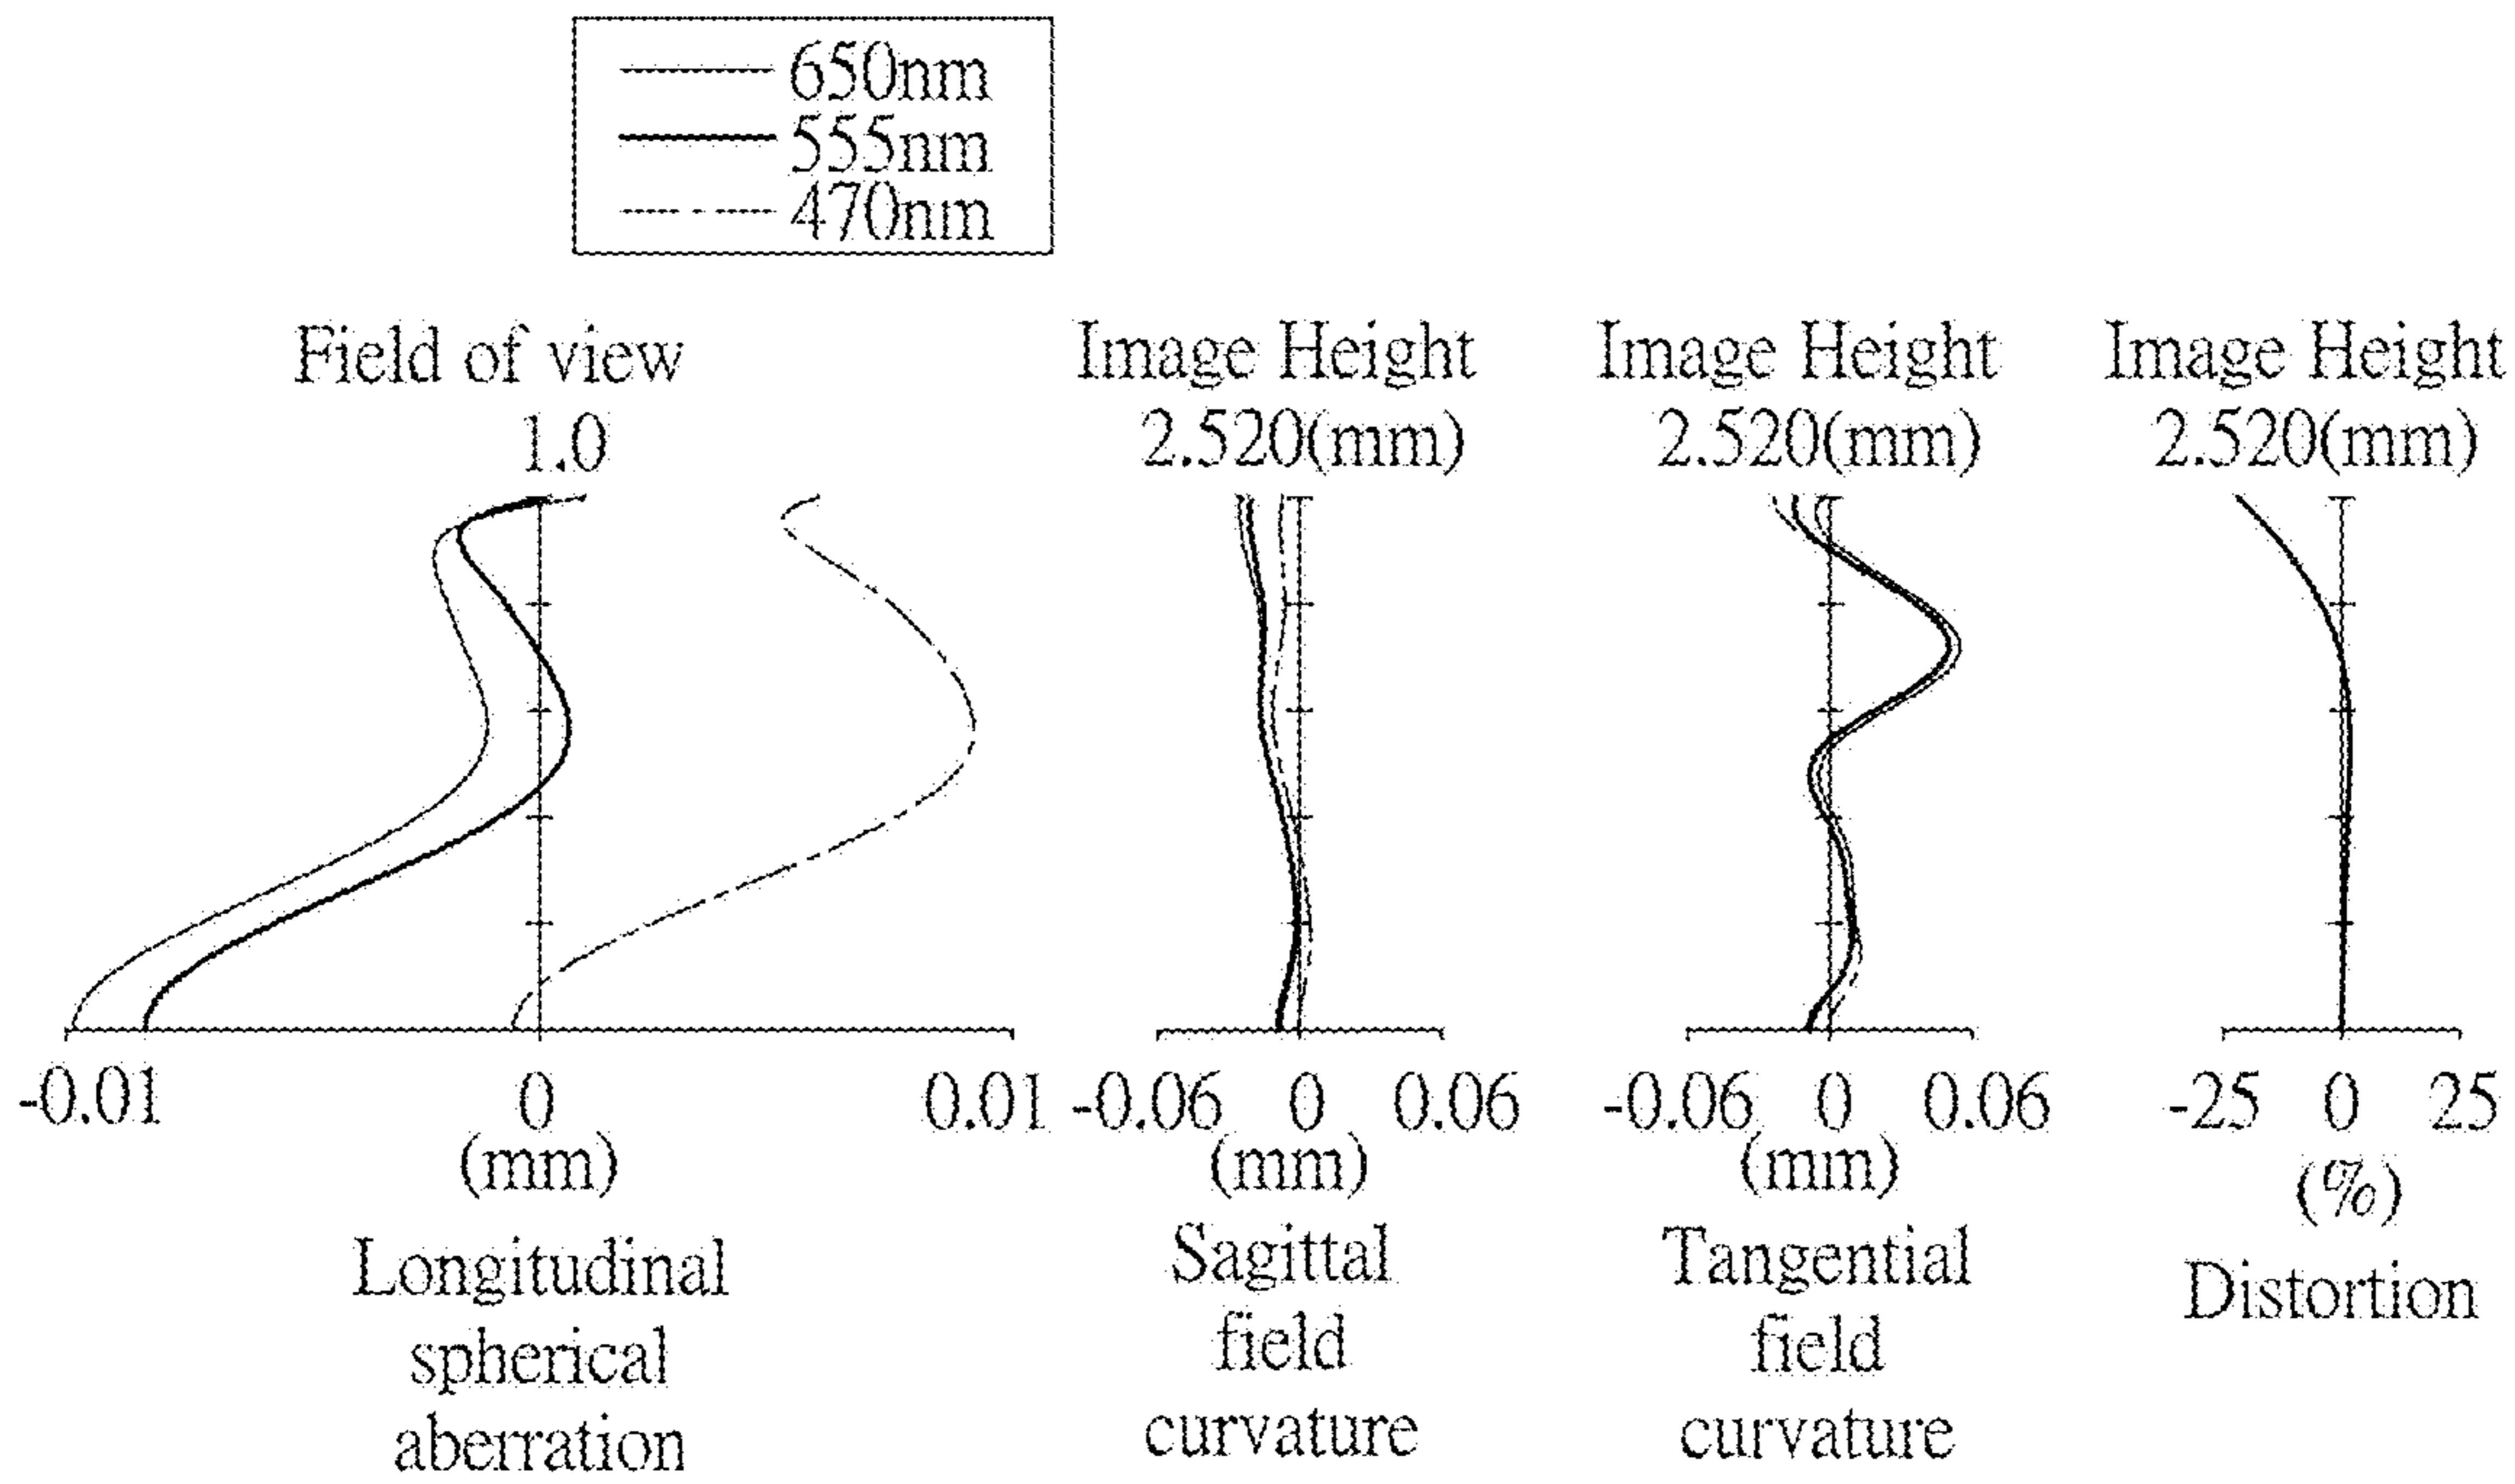 650nm
555nm
470nm
Field of view
1.0
Image Height
2.520(mm)
Image Height
2.520(mm)
Image Height
2.520(mm)
-0.01 0 0.01
(mm)
Longitudinal
spherical
aberration
-0.06 0 0.06
(mm)
Sagittal
field
curvature
-0.06 0 0.06
(mm)
Tangential
field
curvature
-25 0 25
(%)
Distortion